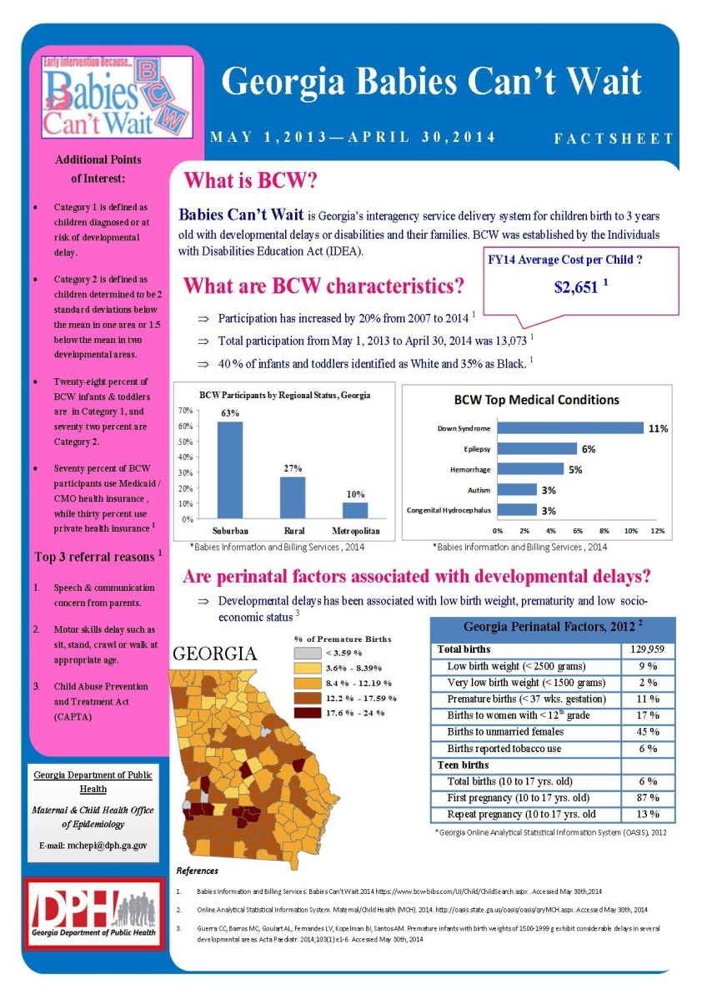 Early Intervention Because...
Babies
Can't Wait
B
C
W
Georgia Babies Can't Wait
MAY 1,2013—APRIL 30,2014 FACTSHEET
Additional Points
of Interest:
• Category 1 is defined as
children diagnosed or at
risk of developmental
delay.
• Category 2 is defined as
children determined to be 2
standard deviations below
the mean in one area or 1.5
below the mean in two
developmental areas.
• Twenty-eight percent of
BCW infants & toddlers
are in Category 1, and
seventy two percent are
Category 2.
• Seventy percent of BCW
participants use Medicaid /
CMO health insurance ,
while thirty percent use
private health insurance 1
Top 3 referral reasons 1
1. Speech & communication
concern from parents.
2. Motor skills delay such as
sit, stand, crawl or walk at
appropriate age.
3. Child Abuse Prevention
and Treatment Act
(CAPTA)
Georgia Department of Public
Health
Maternal & Child Health Office
of Epidemiology
E-mail: mchepi@dph.ga.gov
DPH
Georgia Department of Public Health
What is BCW?
Babies Can't Wait is Georgia's interagency service delivery system for children birth to 3 years
old with developmental delays or disabilities and their families. BCW was established by the Individuals
with Disabilities Education Act (IDEA).
FY14 Average Cost per Child ?
$2,651 1
What are BCW characteristics?
⇒ Participation has increased by 20% from 2007 to 2014 1
⇒ Total participation from May 1, 2013 to April 30, 2014 was 13,073 1
⇒ 40 % of infants and toddlers identified as White and 35% as Black. 1
BCW Participants by Regional Status, Georgia
70%
60%
50%
40%
30%
20%
10%
0%
63%
27%
10%
Suburban Rural Metropolitan
*Babies Information and Billing Services , 2014
BCW Top Medical Conditions
Down Syndrome 11%
Epilepsy 6%
Hemorrhage 5%
Autism 3%
Congenital Hydrocephalus 3%
0% 2% 4% 6% 8% 10% 12%
*Babies Information and Billing Services , 2014
Are perinatal factors associated with developmental delays?
⇒ Developmental delays has been associated with low birth weight, prematurity and low socio-
economic status 3
GEORGIA
% of Premature Births
< 3.59 %
3.6% - 8.39%
8.4 % - 12.19 %
12.2 % - 17.59 %
17.6 % - 24 %
Georgia Perinatal Factors, 2012 2
Total births 129,959
Low birth weight (< 2500 grams) 9 %
Very low birth weight (< 1500 grams) 2 %
Premature births (< 37 wks. gestation) 11 %
Births to women with < 12th grade 17 %
Births to unmarried females 45 %
Births reported tobacco use 6 %
Teen births
Total births (10 to 17 yrs. old) 6 %
First pregnancy (10 to 17 yrs. old) 87 %
Repeat pregnancy (10 to 17 yrs. old 13 %
*Georgia Online Analytical Statistical Information System (OASIS), 2012
References
1. Babies Information and Billing Services. Babies Can't Wait.2014 https://www.bcw-bibs.com/UI/Child/ChildSearch.aspx .Accessed May 30th,2014
2. Online Analytical Statistical Information System. Maternal/Child Health (MCH). 2014. http://oasis.state.ga.us/oasis/oasis/qryMCH.aspx. Accessed May 30th, 2014
3. Guerra CC, Barros MC, Goulart AL, Fernandes LV, Kopelman BI, Santos AM. Premature infants with birth weights of 1500-1999 g exhibit considerable delays in several
developmental areas. Acta Paediatr. 2014;103(1):e1-6. Accessed May 30th, 2014